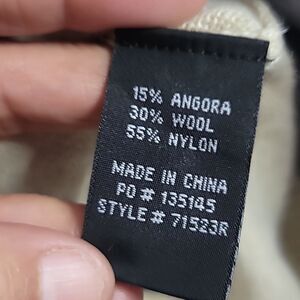 15% ANGORA
30% WOOL
55% NYLON
MADE IN CHINA
PO # 135145
STYLE # 71523R